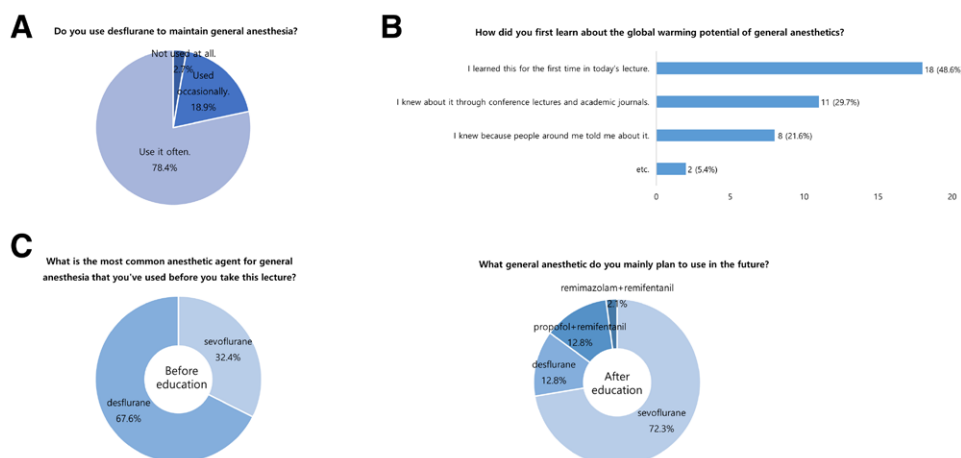 A
Do you use desflurane to maintain general anesthesia?
Not used at all.
2.7%
Used
occasionally.
18.9%
Use it often.
78.4%
B
How did you first learn about the global warming potential of general anesthetics?
I learned this for the first time in today's lecture.
18 (48.6%
I knew about it through conference lectures and academic journals.
11 (29.7%)
I knew because people around me told me about it.
8 (21.6%)
etc.
2 (5.4%)
0 5 10 15 20
C
What is the most common anesthetic agent for general
anesthesia that you've used before you take this lecture?
sevoflurane
32.4%
Before
education
desflurane
67.6%
What general anesthetic do you mainly plan to use in the future?
remimazolam+remifentanil
2.1%
propofol+remifentanil
12.8%
desflurane
12.8%
After
education
sevoflurane
72.3%